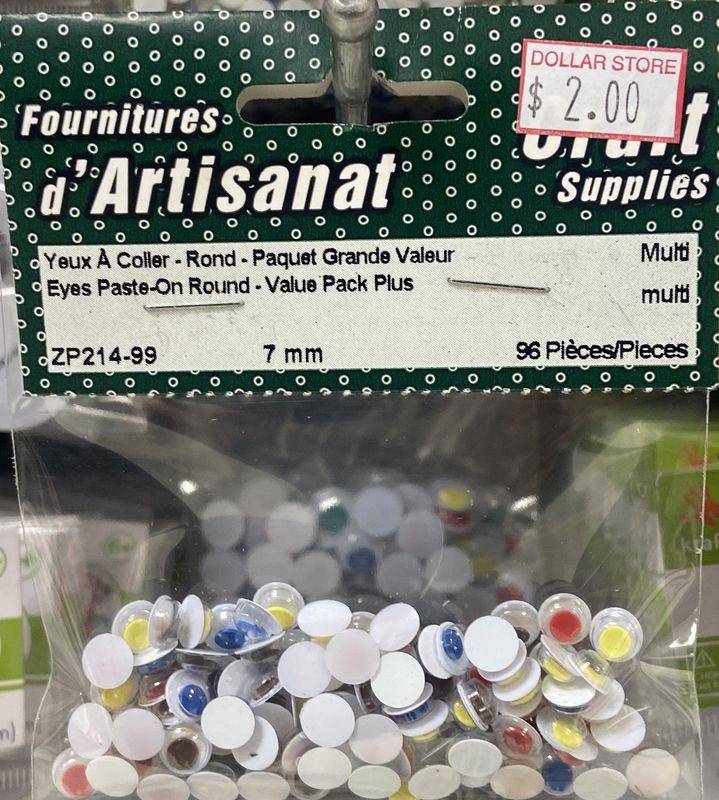 DOLLAR STORE
$ 2.00
Fournitures
d'Artisanat
Craft
Supplies
Yeux À Coller - Rond - Paquet Grande Valeur
Multi
Eyes Paste-On Round - Value Pack Plus
multi
ZP214-99
7 mm
96 Pièces/Pieces